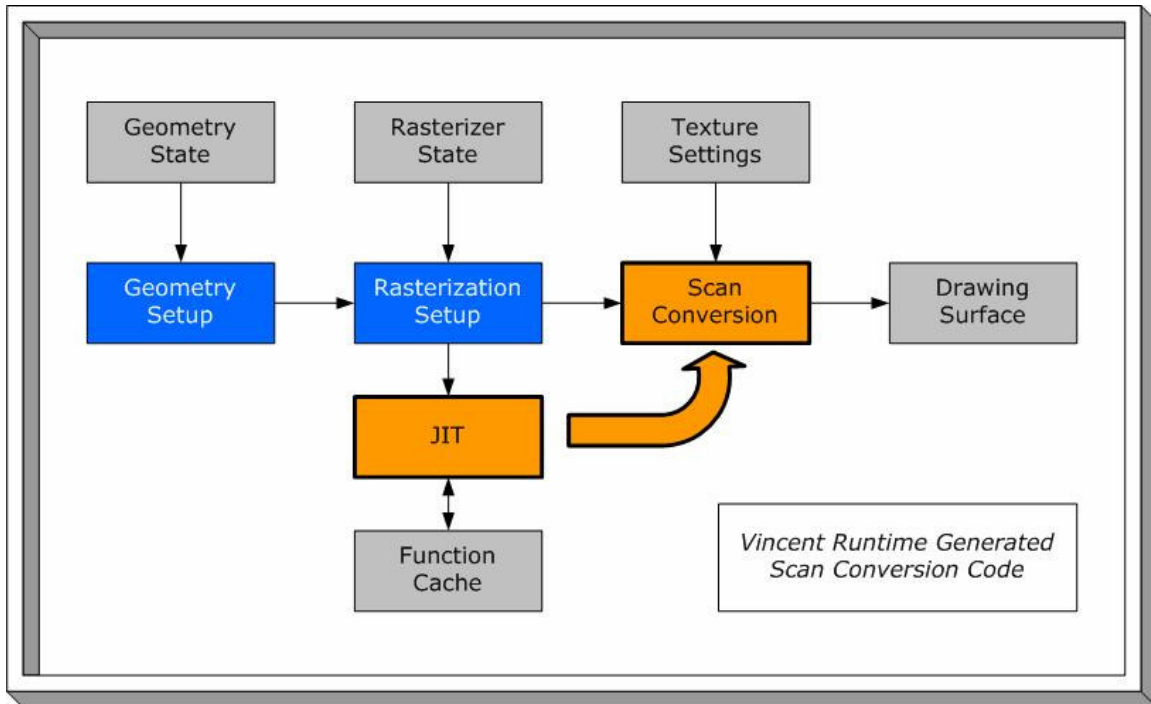 Geometry
State
Rasterizer
State
Texture
Settings
Geometry
Setup
Rasterization
Setup
Scan
Conversion
Drawing
Surface
JIT
Function
Cache
Vincent Runtime Generated
Scan Conversion Code